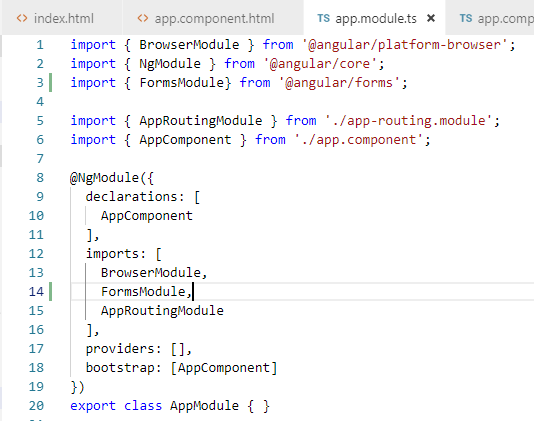 <> index.html <> app.component.html TS app.module.ts × TS app.comp
1 import { BrowserModule } from '@angular/platform-browser';
2 import { NgModule } from '@angular/core';
3 import { FormsModule} from '@angular/forms';
4
5 import { AppRoutingModule } from './app-routing.module';
6 import { AppComponent } from './app.component';
7
8 @NgModule({
9   declarations: [
10     AppComponent
11   ],
12   imports: [
13     BrowserModule,
14     FormsModule,
15     AppRoutingModule
16   ],
17   providers: [],
18   bootstrap: [AppComponent]
19 })
20 export class AppModule { }